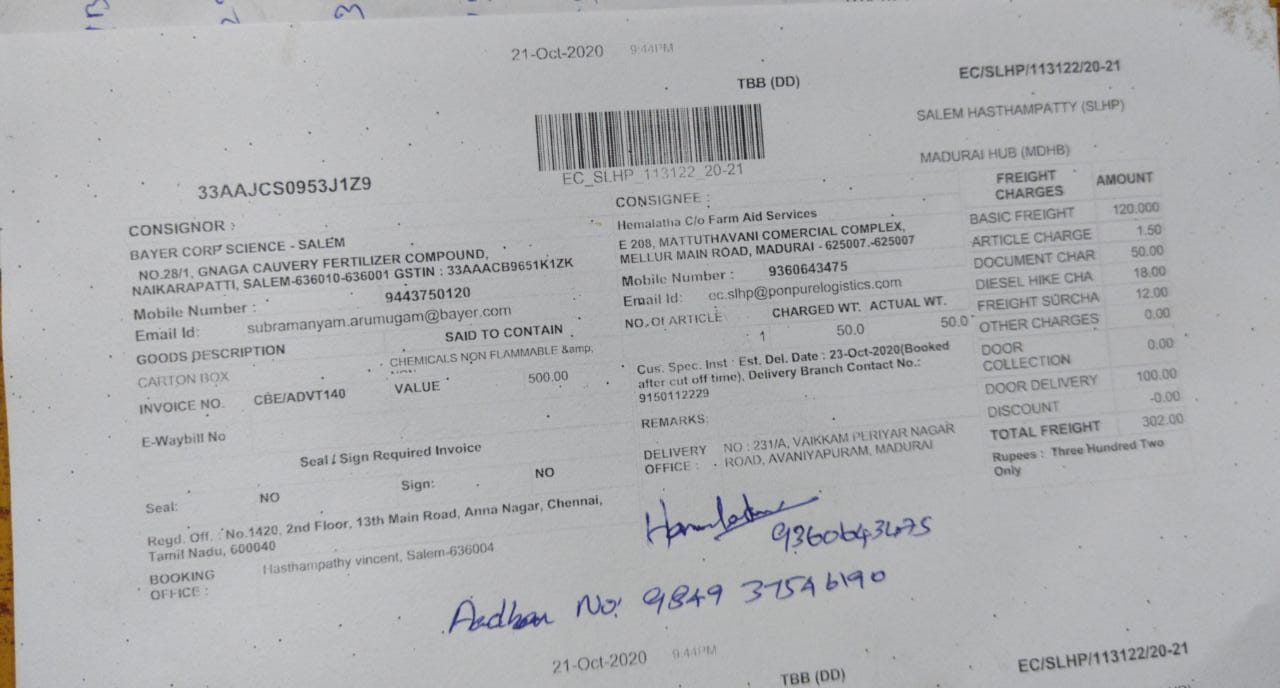 21-Oct-2020 9:44PM
TBB (DD)
EC/SLHP/113122/20-21
SALEM HASTHAMPATTY (SLHP)
EC_SLHP_113122_20-21
MADURAI HUB (MDHB)
33AAJCS0953J1Z9
CONSIGNOR :
BAYER CORP SCIENCE - SALEM
NO.28/1, GNAGA CAUVERY FERTILIZER COMPOUND,
NAIKARAPATTI, SALEM-636010-636001 GSTIN : 33AAACB9651K1ZK
Mobile Number : 9443750120
Email Id: subramanyam.arumugam@bayer.com
GOODS DESCRIPTION SAID TO CONTAIN
CARTON BOX CHEMICALS NON FLAMMABLE &amp;
INVOICE NO. CBE/ADVT140 VALUE 500.00
E-Waybill No
Seal / Sign Required Invoice
Seal: NO Sign: NO
Regd. Off. : No.1420, 2nd Floor, 13th Main Road, Anna Nagar, Chennai,
Tamil Nadu, 600040
BOOKING OFFICE : Hasthampathy vincent, Salem-636004
CONSIGNEE :
Hemalatha C/o Farm Aid Services
E 208, MATTUTHAVANI COMERCIAL COMPLEX,
MELLUR MAIN ROAD, MADURAI - 625007.-625007
Mobile Number : 9360643475
Email Id: ec.slhp@ponpurelogistics.com
NO. Of ARTICLE CHARGED WT. ACTUAL WT.
1 50.0 50.0
Cus. Spec. Inst : Est. Del. Date : 23-Oct-2020(Booked
after cut off time), Delivery Branch Contact No.:
9150112229
REMARKS:
DELIVERY NO : 231/A, VAIKKAM PERIYAR NAGAR
OFFICE : ROAD, AVANIYAPURAM, MADURAI
FREIGHT CHARGES AMOUNT
BASIC FREIGHT 120.000
ARTICLE CHARGE 1.50
DOCUMENT CHAR 50.00
DIESEL HIKE CHA 18.00
FREIGHT SURCHA 12.00
OTHER CHARGES 0.00
DOOR COLLECTION 0.00
DOOR DELIVERY 100.00
DISCOUNT -0.00
TOTAL FREIGHT 302.00
Rupees : Three Hundred Two
Only
9360643475
No: 9849 3754 6190
21-Oct-2020 9:44PM
TBB (DD)
EC/SLHP/113122/20-21